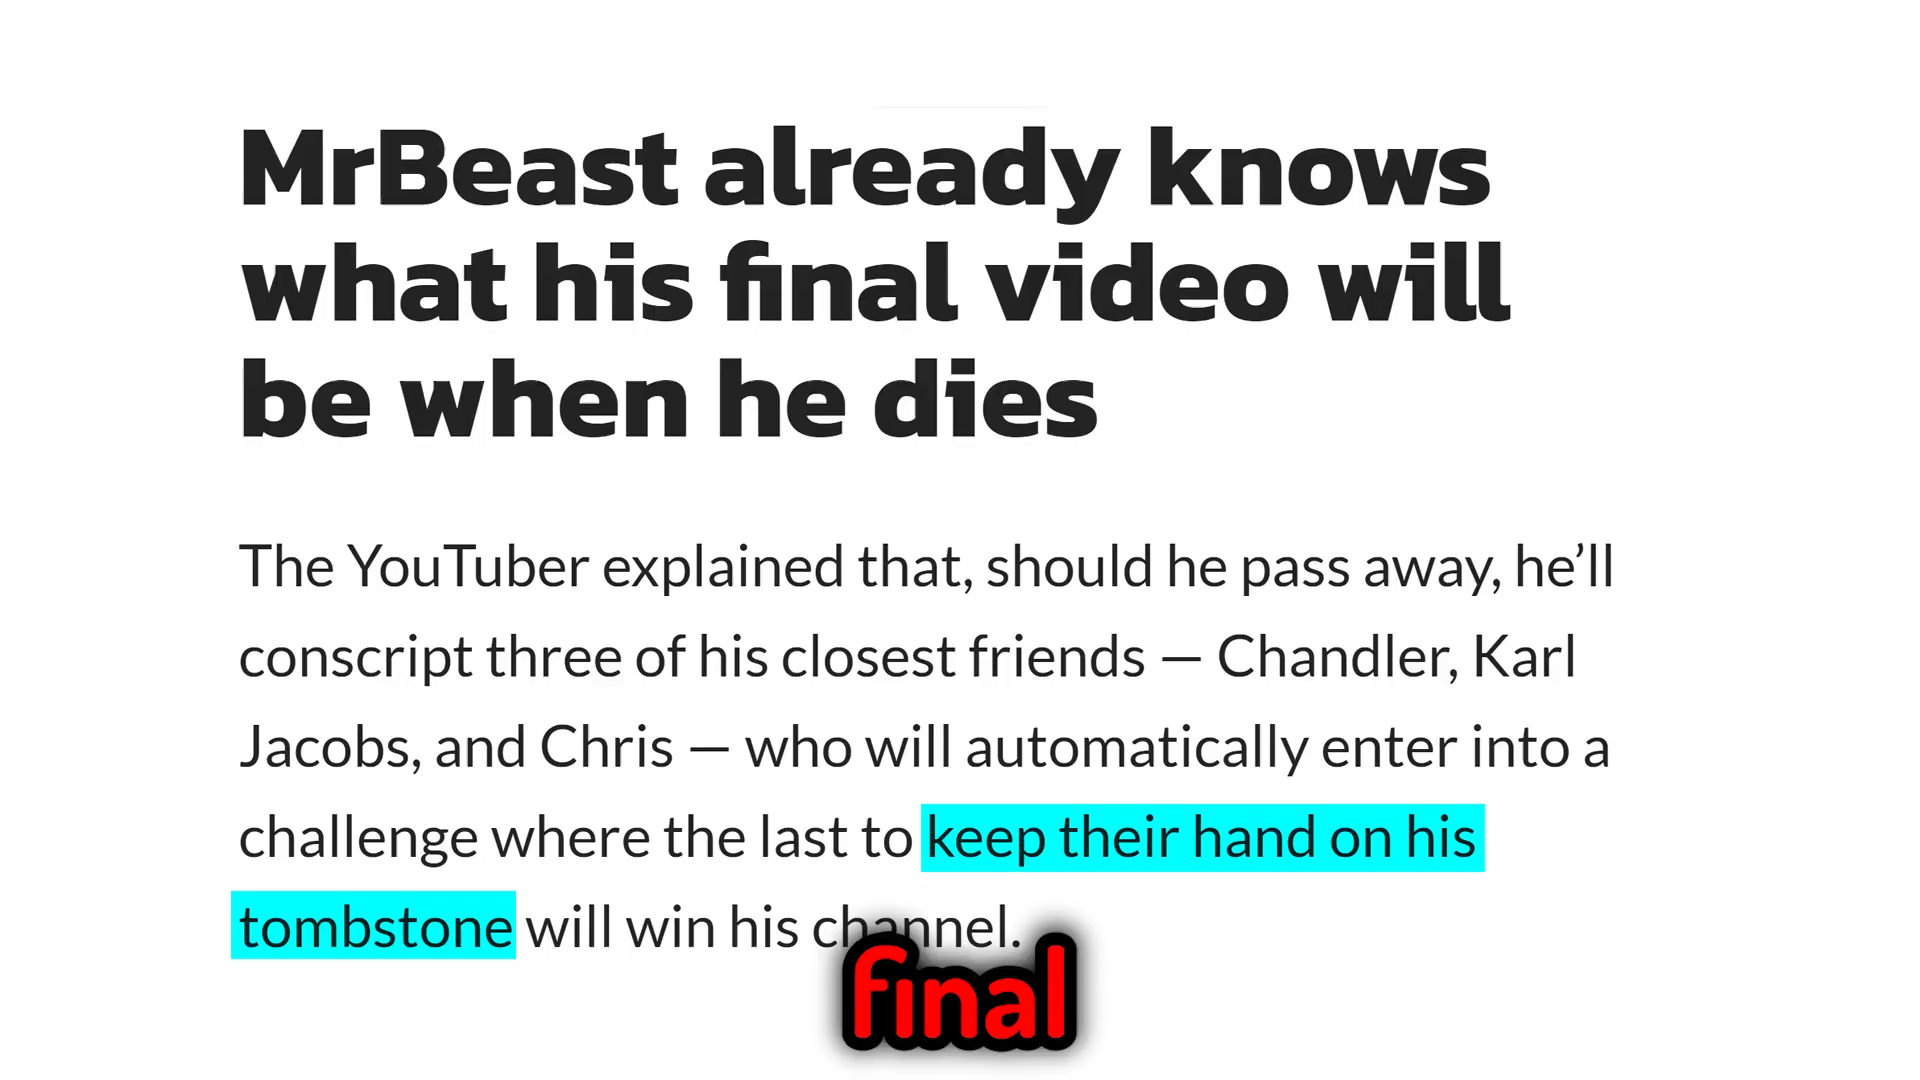 MrBeast already knows
what his final video will
be when he dies
The YouTuber explained that, should he pass away, he’ll
conscript three of his closest friends — Chandler, Karl
Jacobs, and Chris — who will automatically enter into a
challenge where the last to keep their hand on his
tombstone will win his channel.
final